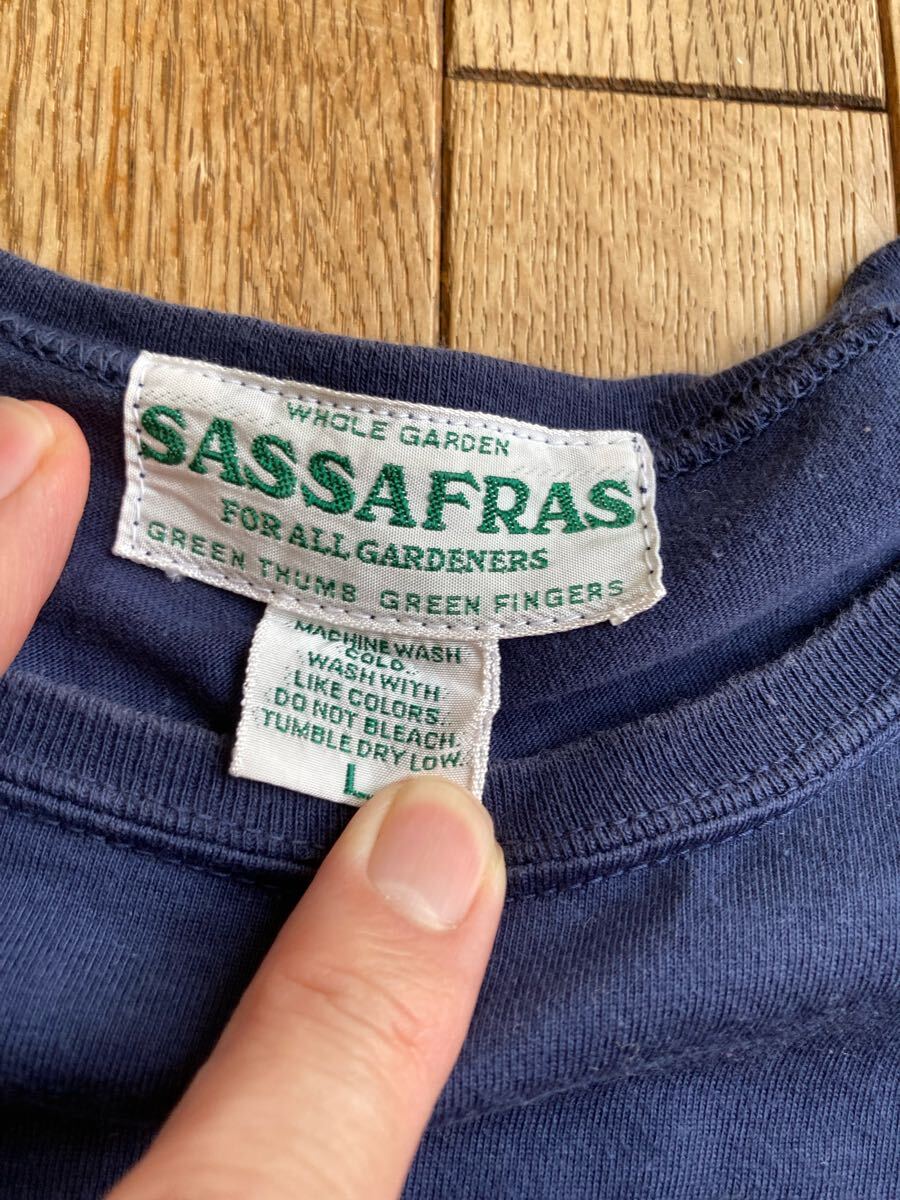 WHOLE GARDEN
SASSAFRAS
FOR ALL GARDENERS
GREEN THUMB GREEN FINGERS
MACHINE WASH
COLD.
WASH WITH
LIKE COLORS.
DO NOT BLEACH.
TUMBLE DRY LOW.
L